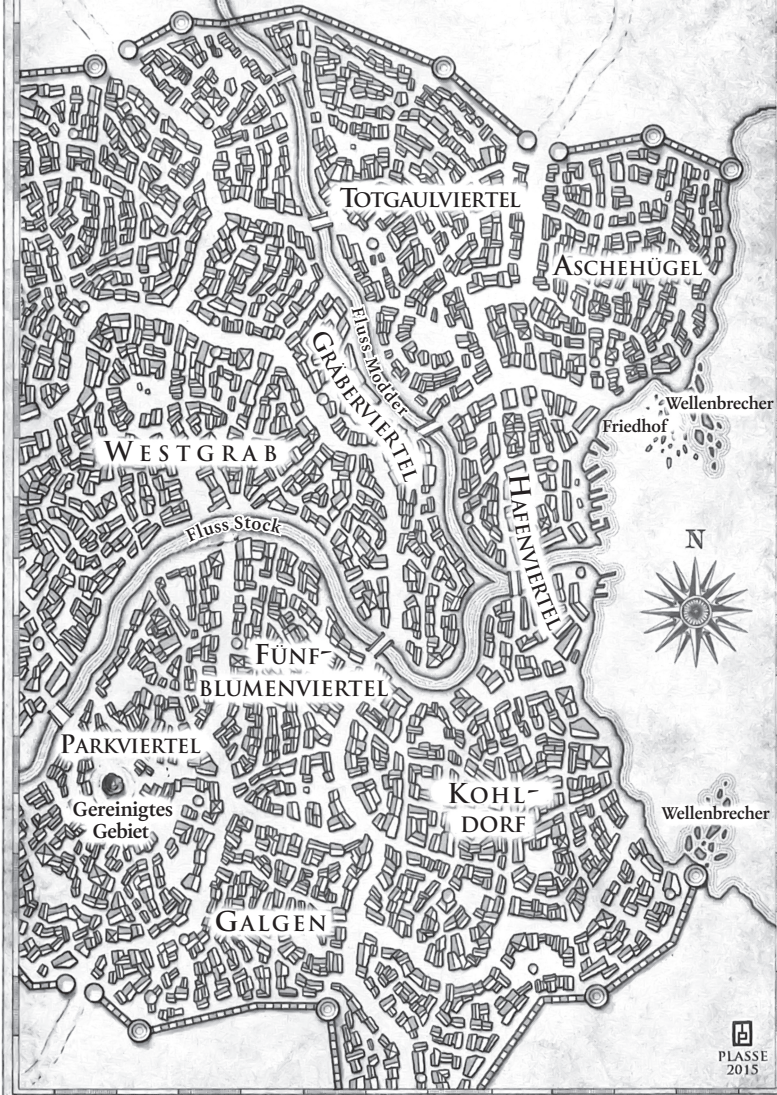 TOTGAULVIERTEL
ASCHEHÜGEL
Fluss Modder
GRÄBERVIERTEL
Wellenbrecher
Friedhof
WESTGRAB
HAFENVIERTEL
Fluss Stock
N
FÜNF-
BLUMENVIERTEL
PARKVIERTEL
Gereinigtes
Gebiet
KOHL-
DORF
Wellenbrecher
GALGEN
PLASSE
2015